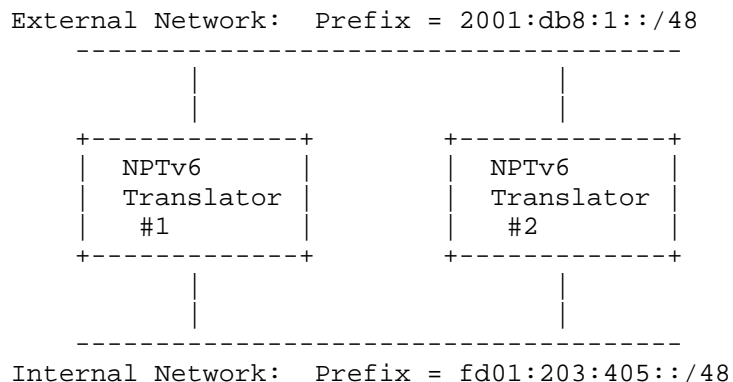 External Network:  Prefix = 2001:db8:1::/48
NPTv6 NPTv6
Translator Translator
#1 #2
Internal Network:  Prefix = fd01:203:405::/48